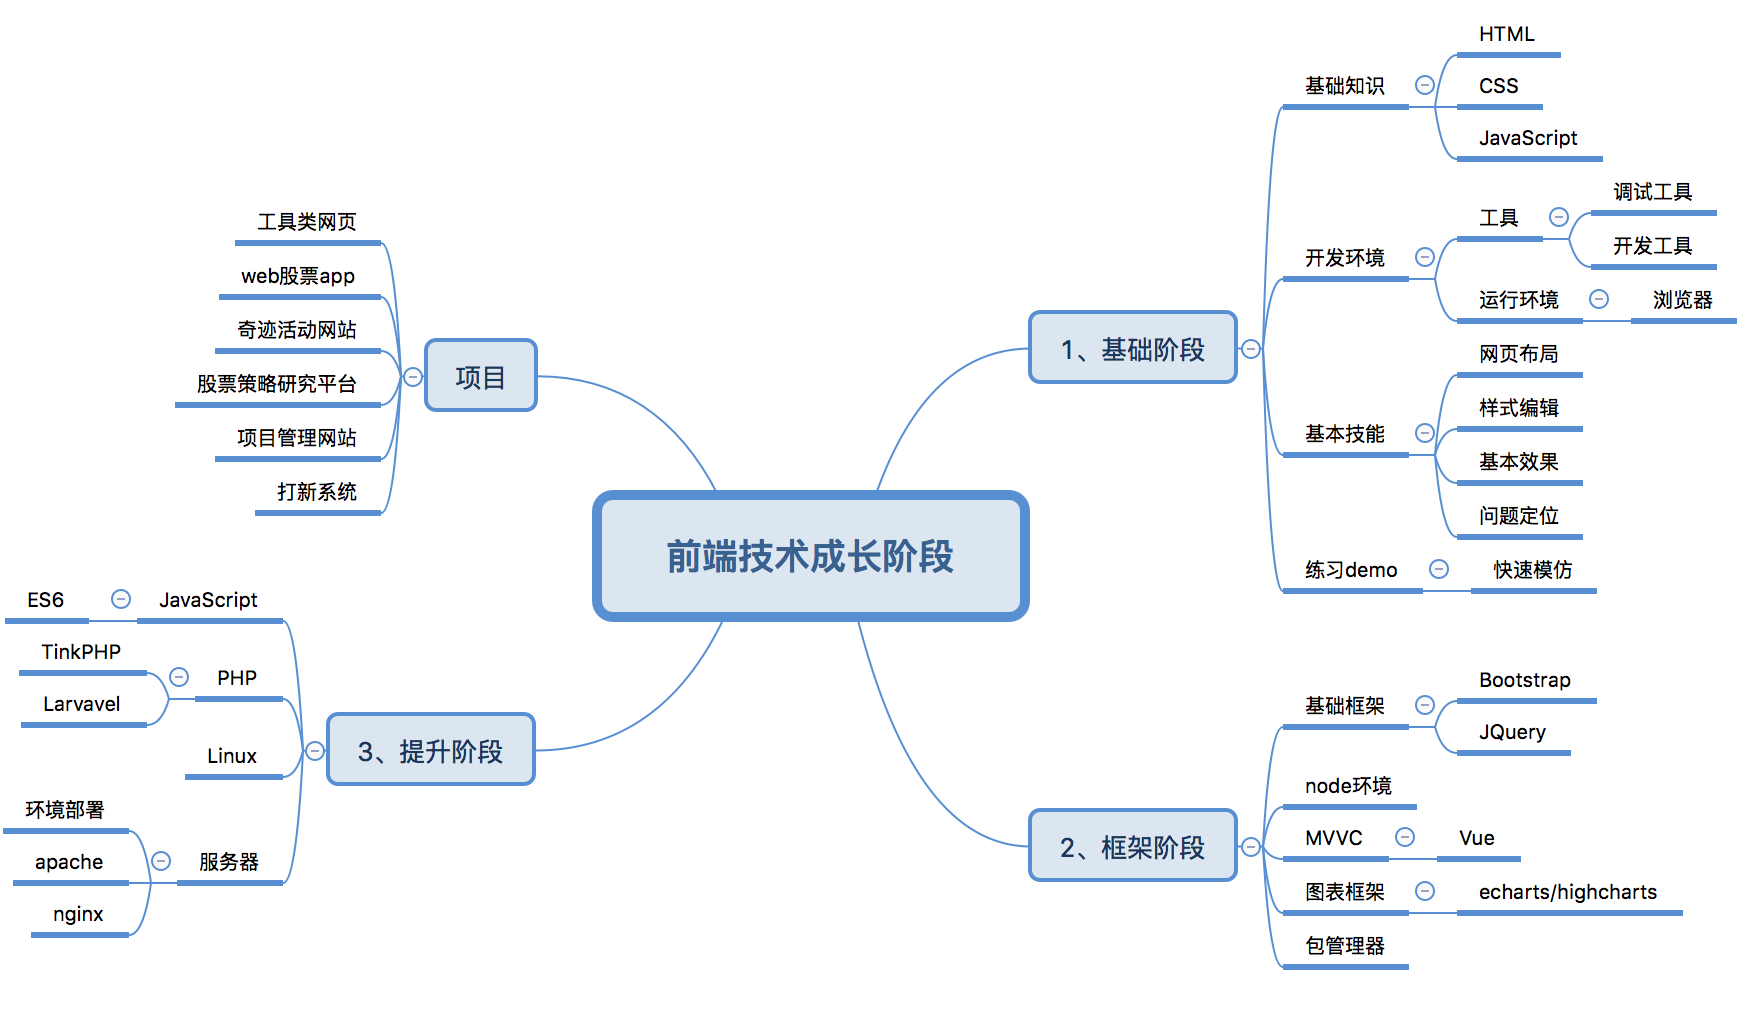 前端技术成长阶段
1、基础阶段
基础知识
HTML
CSS
JavaScript
开发环境
工具
调试工具
开发工具
运行环境
浏览器
基本技能
网页布局
样式编辑
基本效果
问题定位
练习demo
快速模仿
2、框架阶段
基础框架
Bootstrap
JQuery
node环境
MVVC
Vue
图表框架
echarts/highcharts
包管理器
3、提升阶段
JavaScript
ES6
PHP
TinkPHP
Larvavel
Linux
服务器
环境部署
apache
nginx
项目
工具类网页
web股票app
奇迹活动网站
股票策略研究平台
项目管理网站
打新系统